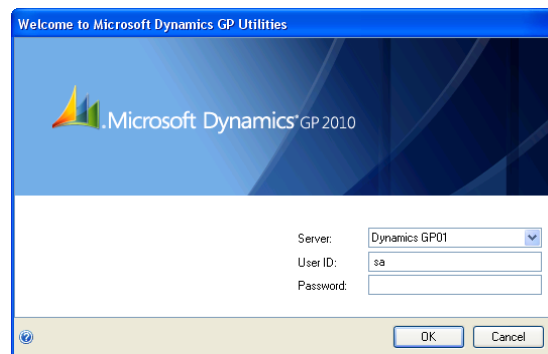 Welcome to Microsoft Dynamics GP Utilities
Microsoft Dynamics GP 2010
Server: Dynamics GP01
User ID: sa
Password:
OK Cancel